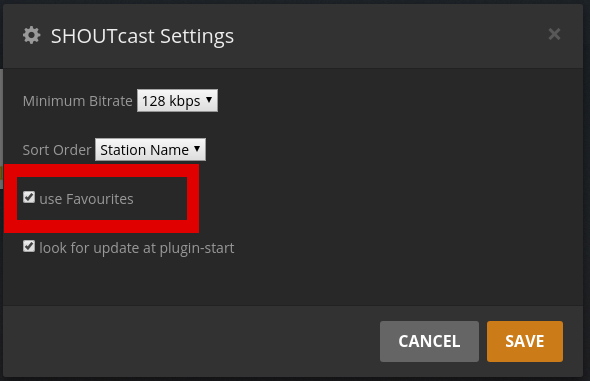 SHOUTcast Settings
Minimum Bitrate 128 kbps
Sort Order Station Name
use Favourites
look for update at plugin-start
CANCEL SAVE